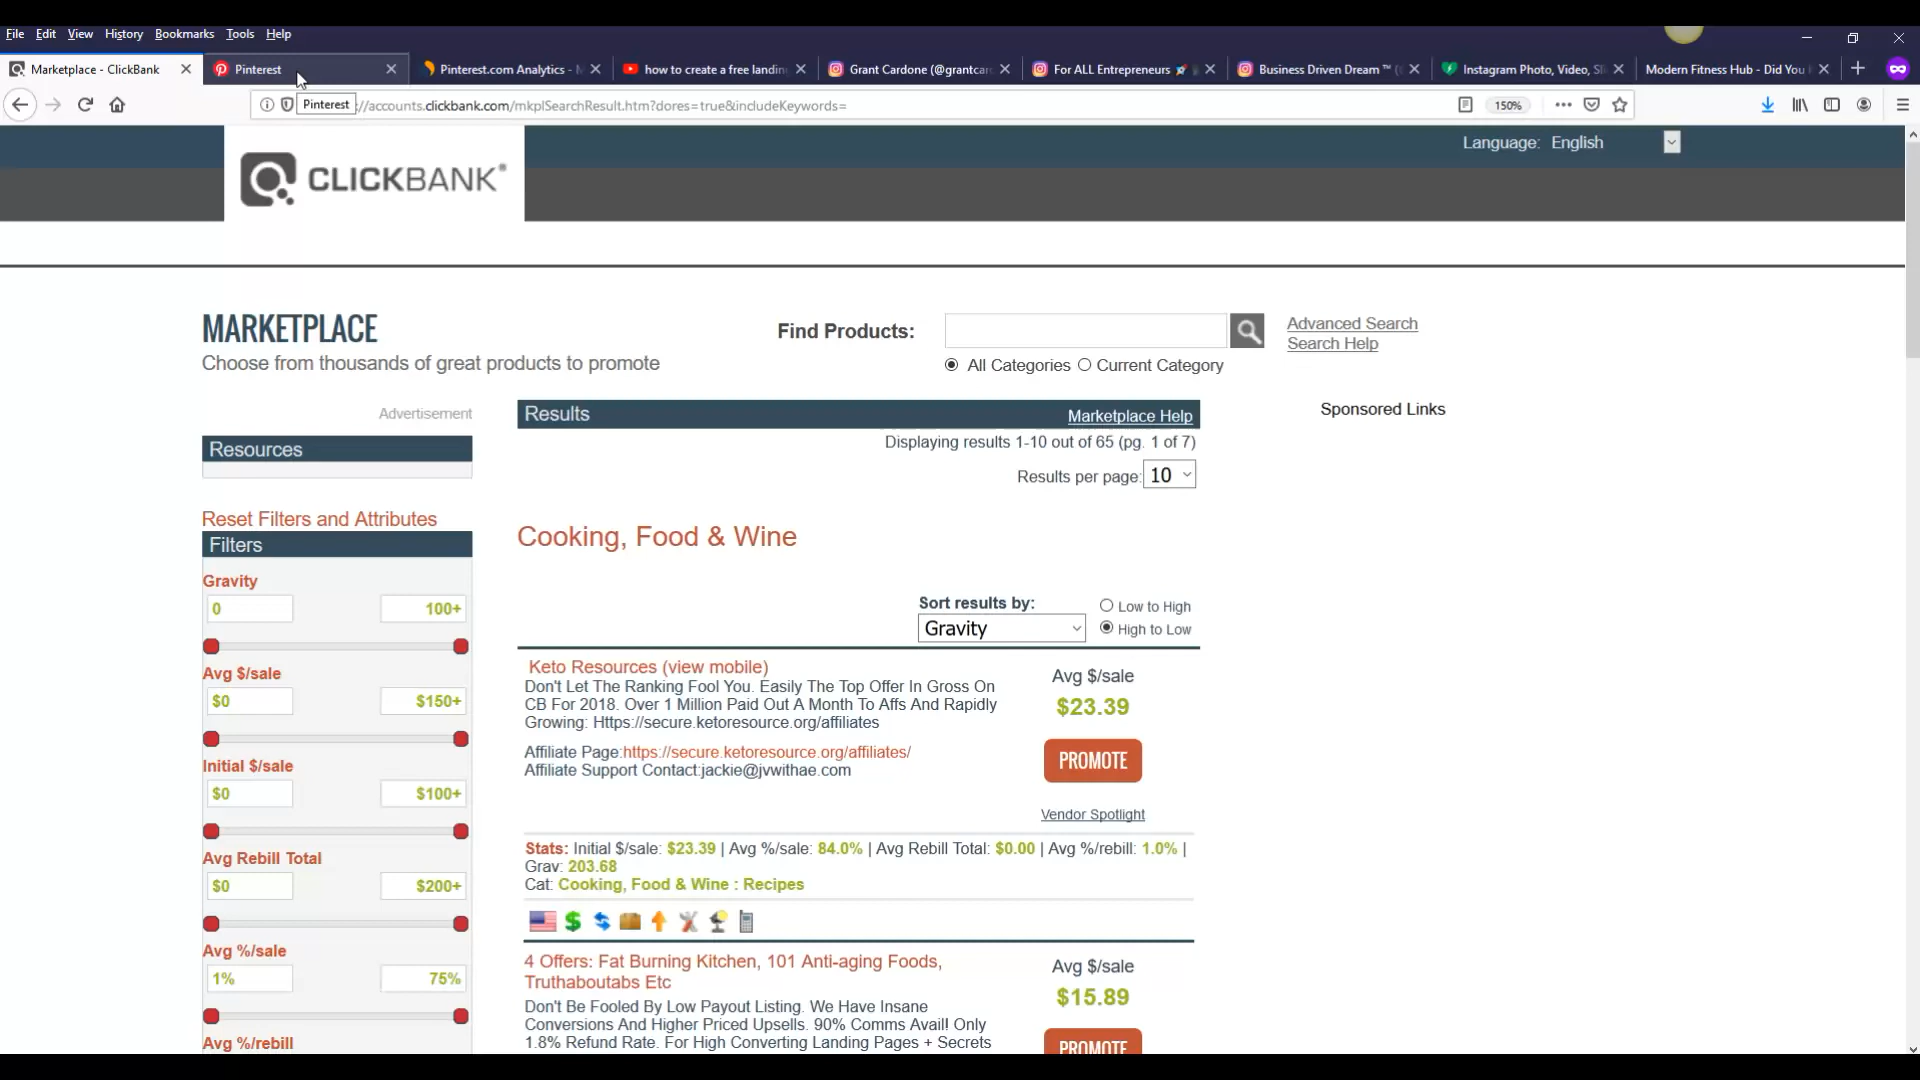 File Edit View History Bookmarks Tools Help
Marketplace - ClickBank
Pinterest
Pinterest.com Analytics -
how to create a free landin
Grant Cardone (@grantcar
For ALL Entrepreneurs
Business Driven Dream ™
Instagram Photo, Video, Sl
Modern Fitness Hub - Did You
Pinterest
//accounts.clickbank.com/mkplSearchResult.htm?dores=true&includeKeywords=
150%
Language: English
CLICKBANK®
MARKETPLACE
Choose from thousands of great products to promote
Find Products:
All Categories
Current Category
Advanced Search
Search Help
Advertisement
Resources
Reset Filters and Attributes
Filters
Gravity
0 100+
Avg $/sale
$0 $150+
Initial $/sale
$0 $100+
Avg Rebill Total
$0 $200+
Avg %/sale
1% 75%
Avg %/rebill
Results
Marketplace Help
Displaying results 1-10 out of 65 (pg. 1 of 7)
Results per page: 10
Cooking, Food & Wine
Sort results by:
Gravity
Low to High
High to Low
Keto Resources (view mobile)
Don't Let The Ranking Fool You. Easily The Top Offer In Gross On
CB For 2018. Over 1 Million Paid Out A Month To Affs And Rapidly
Growing: Https://secure.ketoresource.org/affiliates
Affiliate Page:https://secure.ketoresource.org/affiliates/
Affiliate Support Contact:jackie@jvwithae.com
Avg $/sale
$23.39
PROMOTE
Vendor Spotlight
Stats: Initial $/sale: $23.39 | Avg %/sale: 84.0% | Avg Rebill Total: $0.00 | Avg %/rebill: 1.0% |
Grav: 203.68
Cat: Cooking, Food & Wine : Recipes
4 Offers: Fat Burning Kitchen, 101 Anti-aging Foods,
Truthaboutabs Etc
Don't Be Fooled By Low Payout Listing. We Have Insane
Conversions And Higher Priced Upsells. 90% Comms Avail! Only
1.8% Refund Rate. For High Converting Landing Pages + Secrets
Avg $/sale
$15.89
PROMOTE
Sponsored Links